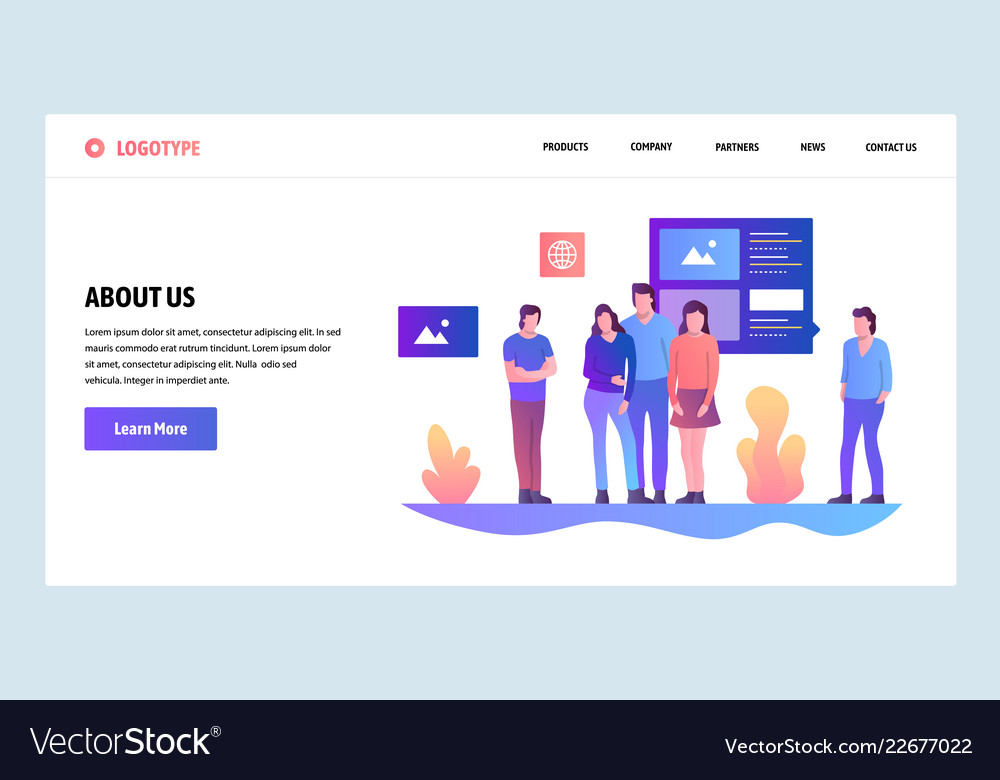 LOGOTYPE
PRODUCTS COMPANY PARTNERS NEWS CONTACT US
ABOUT US
Lorem ipsum dolor sit amet, consectetur adipiscing elit. In sed
mauris commodo erat rutrum tincidunt. Lorem ipsum dolor
sit amet, consectetur adipiscing elit. Nulla odio sed
vehicula. Integer in imperdiet ante.
Learn More
VectorStock®
VectorStock.com/22677022